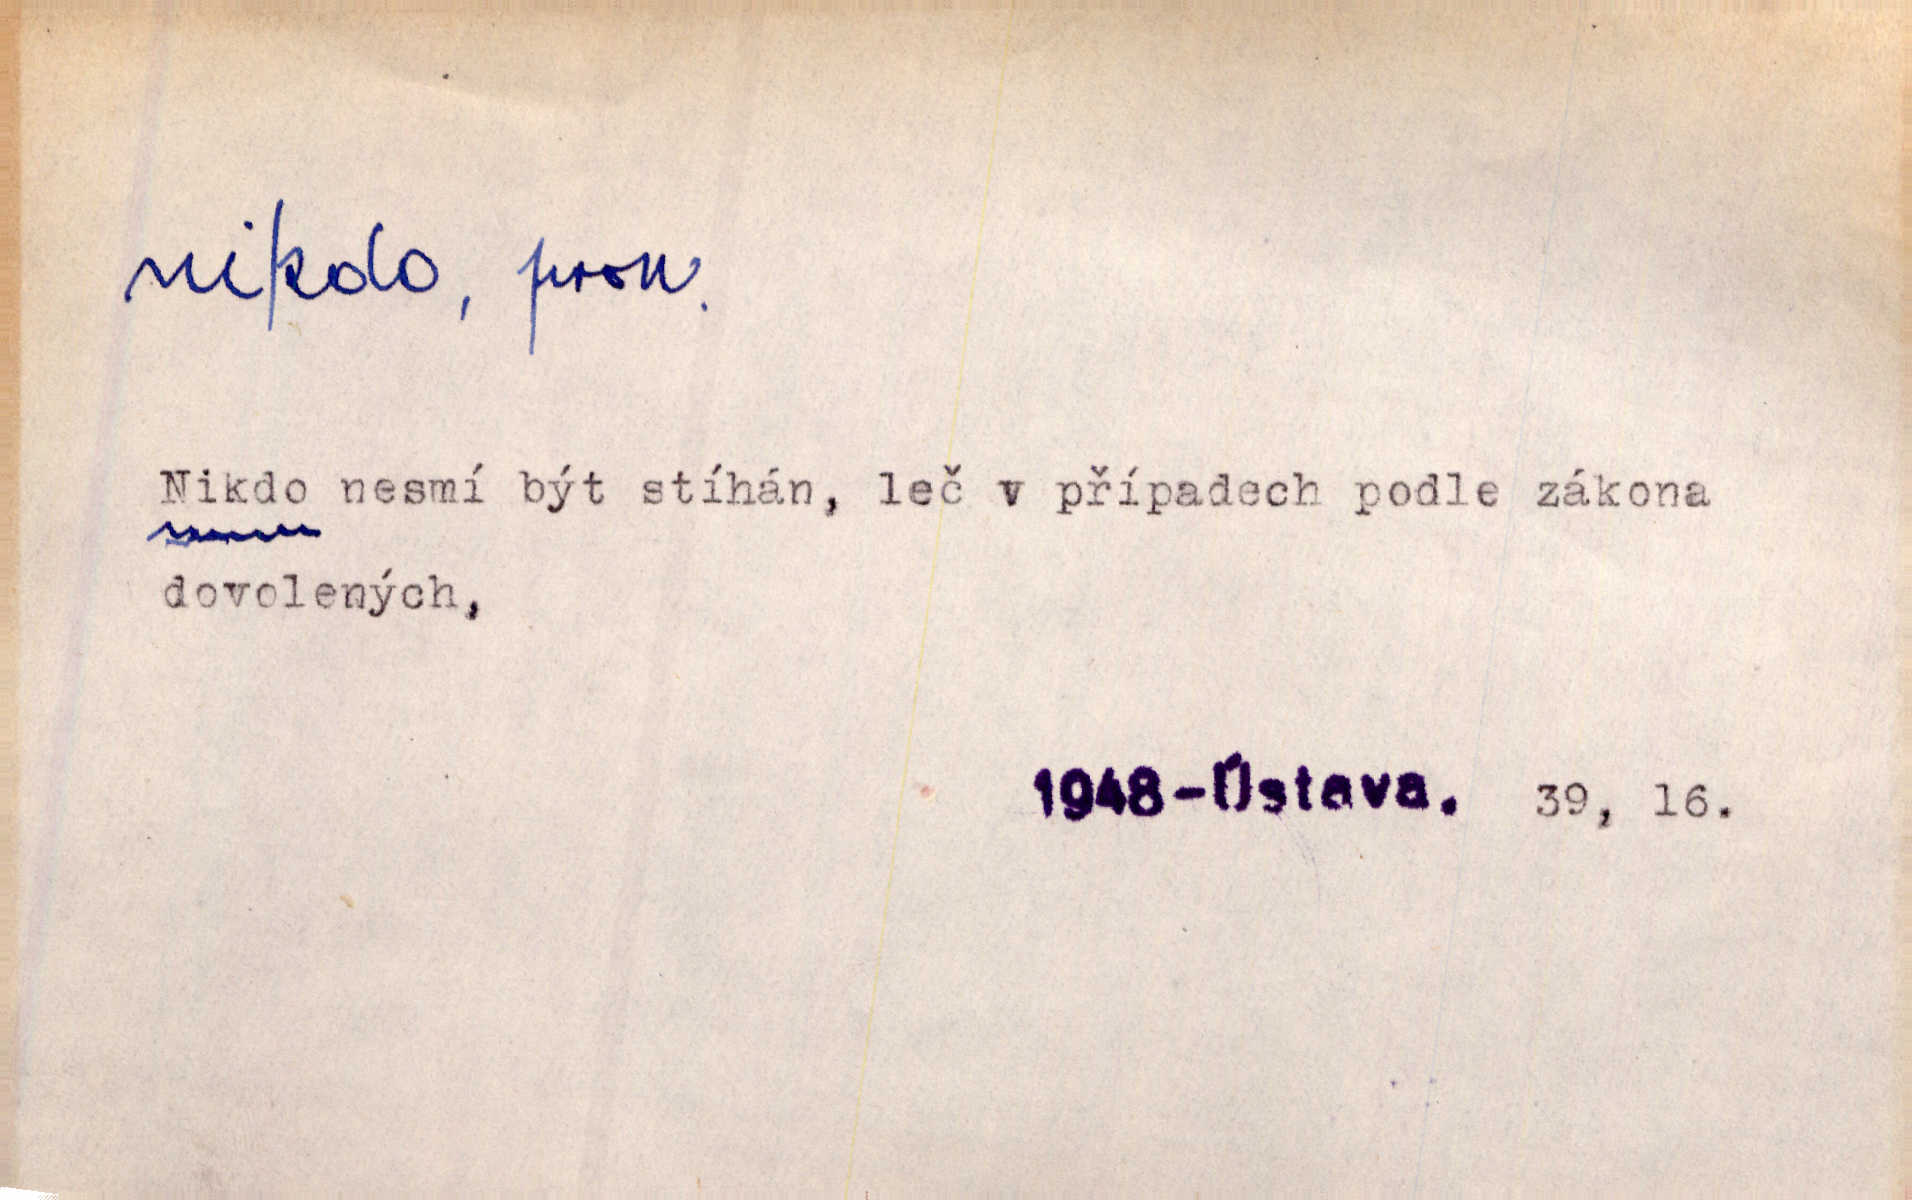 nikdo, pron.
Nikdo nesmí být stíhán, leč v případech podle zákona
dovolených,
1948-Ústava. 39, 16.